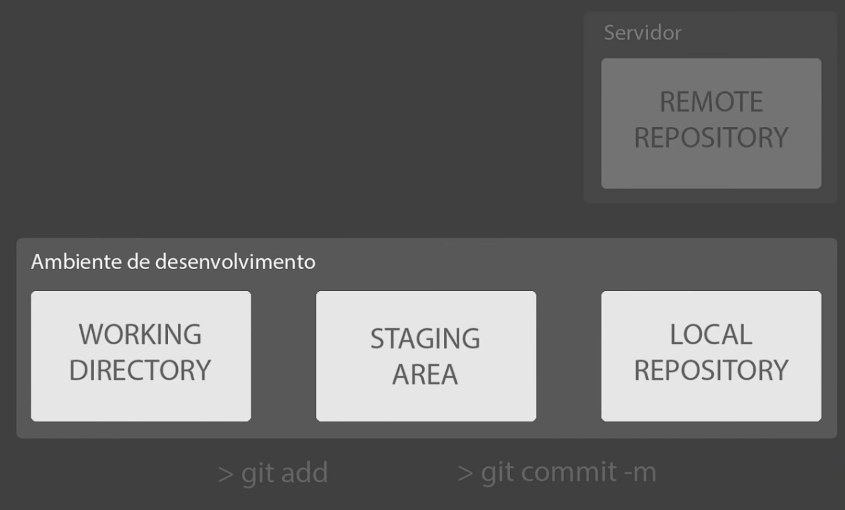 Servidor
REMOTE
REPOSITORY
Ambiente de desenvolvimento
WORKING
DIRECTORY
STAGING
AREA
LOCAL
REPOSITORY
> git add
> git commit -m